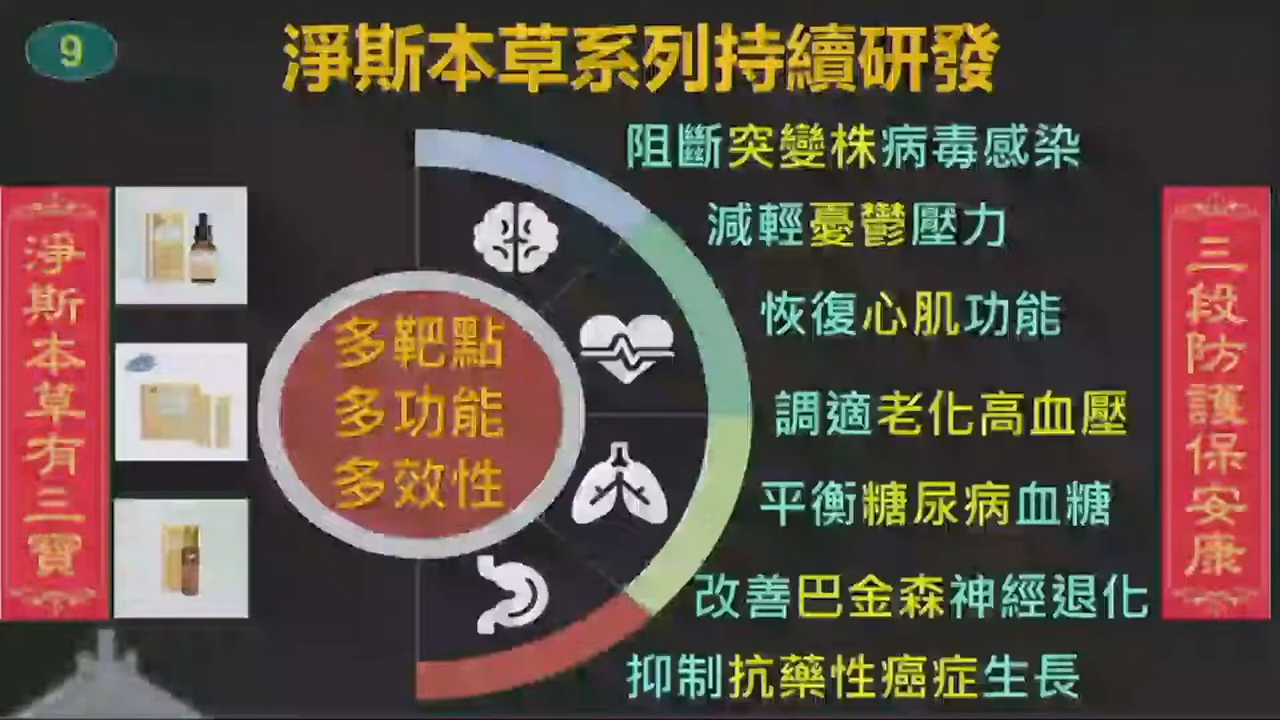 9
淨斯本草系列持續研發
阻斷突變株病毒感染
減輕憂鬱壓力
恢復心肌功能
調適老化高血壓
平衡糖尿病血糖
改善巴金森神經退化
抑制抗藥性癌症生長
多靶點
多功能
多效性
淨斯本草有三寶
三段防護保安康